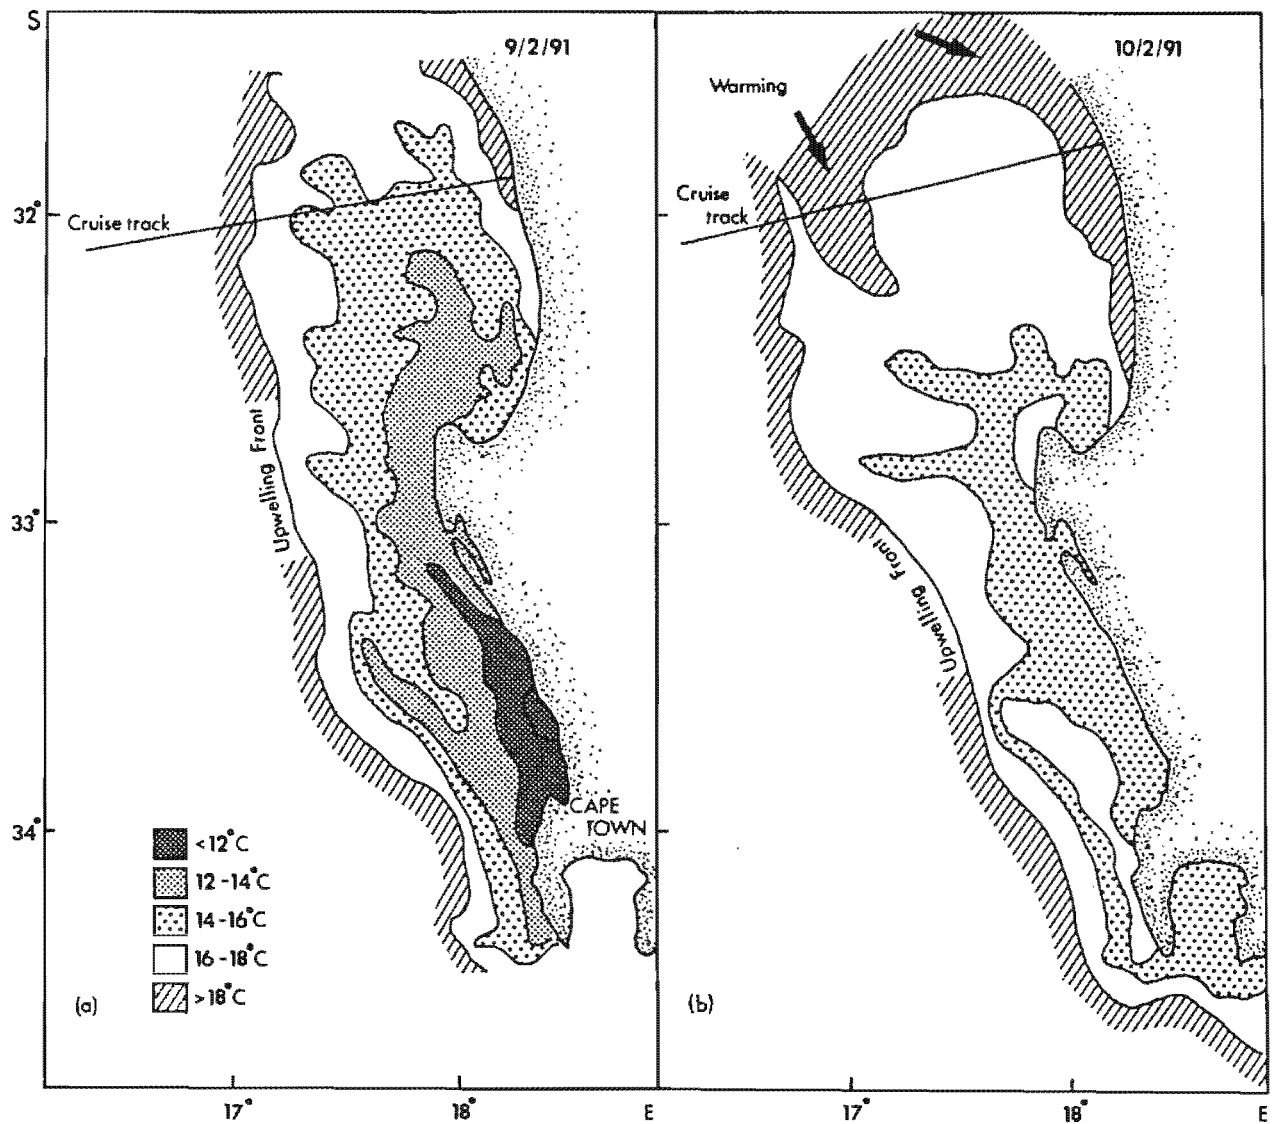 S
9/2/91
10/2/91
Warming
Cruise track
Cruise
track
32°
Upwelling Front
Upwelling Front
33°
34°
CAPE
TOWN
<12°C
12-14°C
14-16°C
16-18°C
>18°C
(a)
(b)
17°
18°
E
17°
18°
E